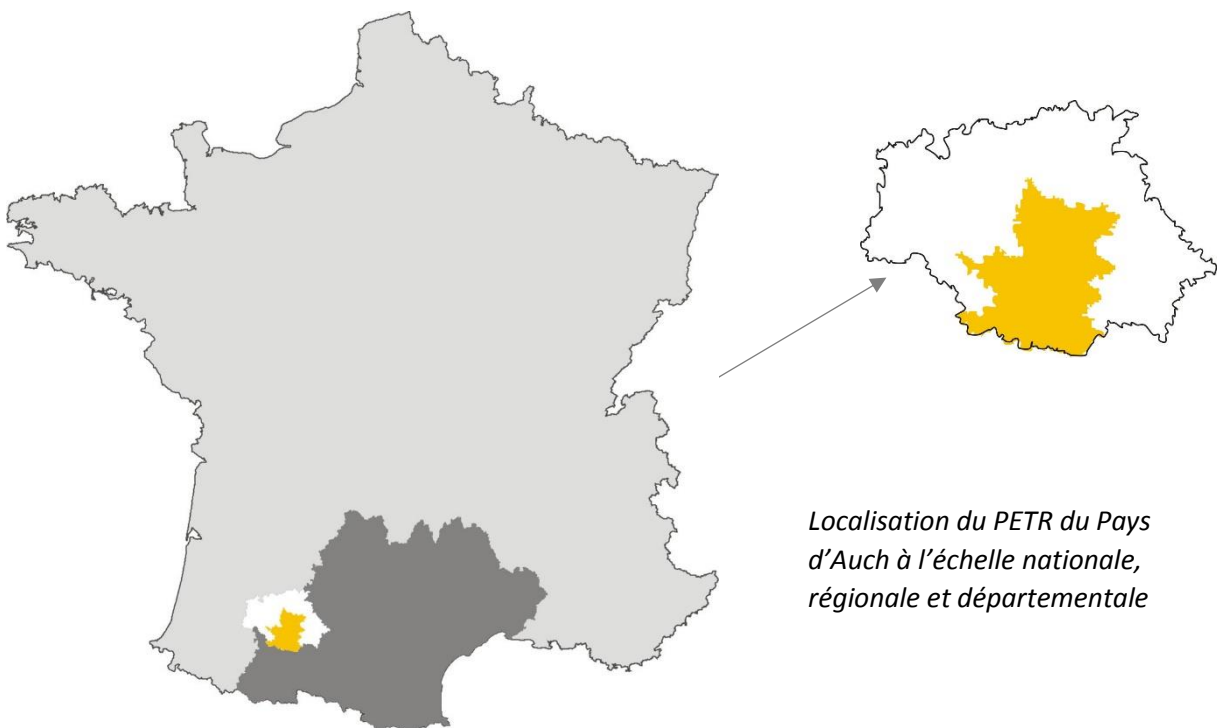 Localisation du PETR du Pays
d’Auch à l’échelle nationale,
régionale et départementale